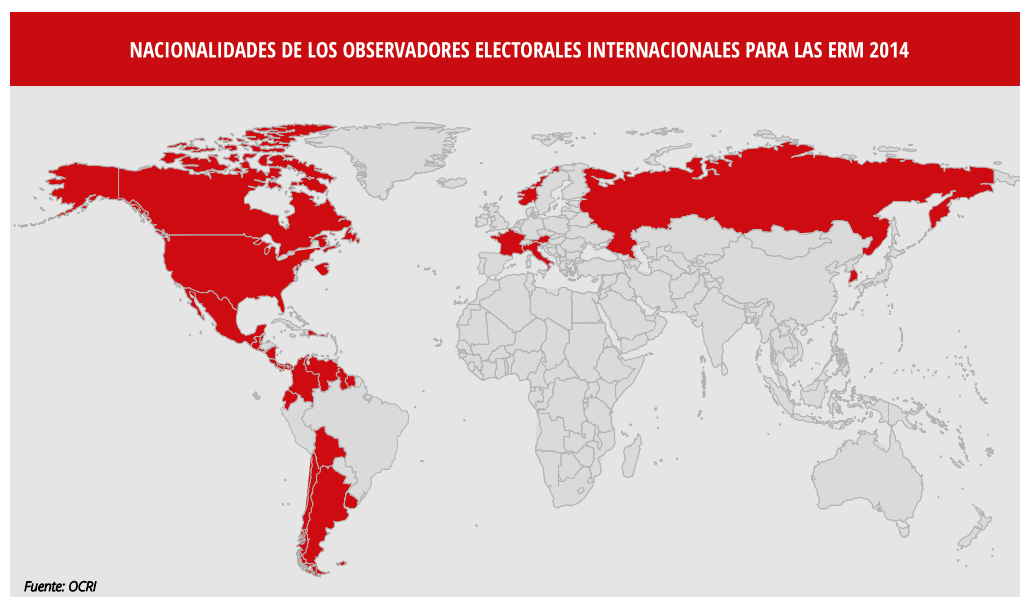 NACIONALIDADES DE LOS OBSERVADORES ELECTORALES INTERNACIONALES PARA LAS ERM 2014
Fuente: OCRI